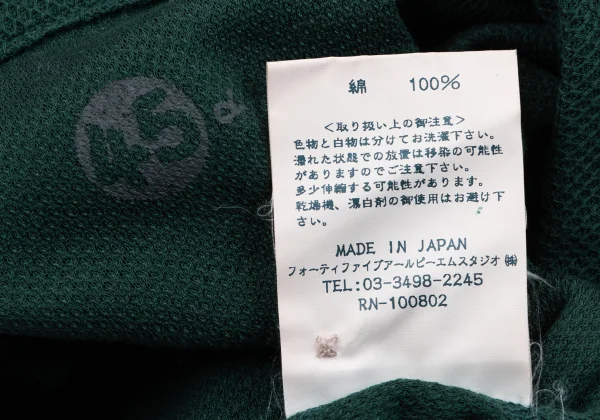 綿 100%
<取り扱い上の御注意>
色物と白物は分けてお洗濯下さい。
濡れた状態での放置は移染の可能性
がありますのでご注意下さい。
多少伸縮する可能性があります。
乾燥機、漂白剤の御使用はお避け下
さい。
MADE IN JAPAN
フォーティファイブアールピーエムスタジオ㈱
TEL:03-3498-2245
RN-100802